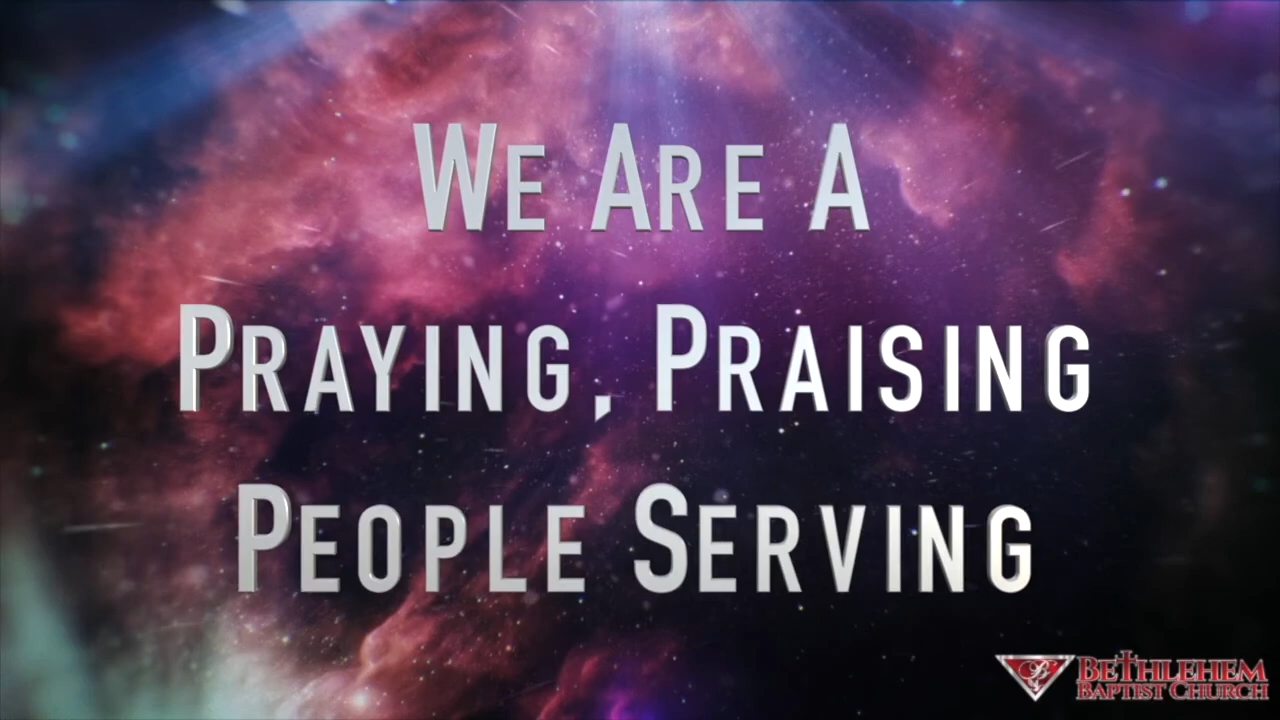 We Are A
Praying, Praising
People Serving
Bethlehem
Baptist Church